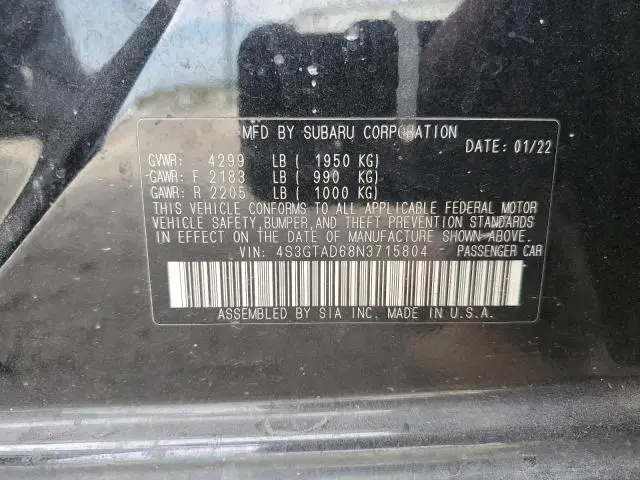 MFD BY SUBARU CORPORATION
DATE: 01/22
GVWR: 4299 LB ( 1950 KG)
GAWR: F 2183 LB ( 990 KG)
GAWR: R 2205 LB ( 1000 KG)
THIS VEHICLE CONFORMS TO ALL APPLICABLE FEDERAL MOTOR
VEHICLE SAFETY, BUMPER, AND THEFT PREVENTION STANDARDS
IN EFFECT ON THE DATE OF MANUFACTURE SHOWN ABOVE.
VIN: 4S3GTAD68N3715804 PASSENGER CAR
ASSEMBLED BY SIA INC. MADE IN U.S.A.